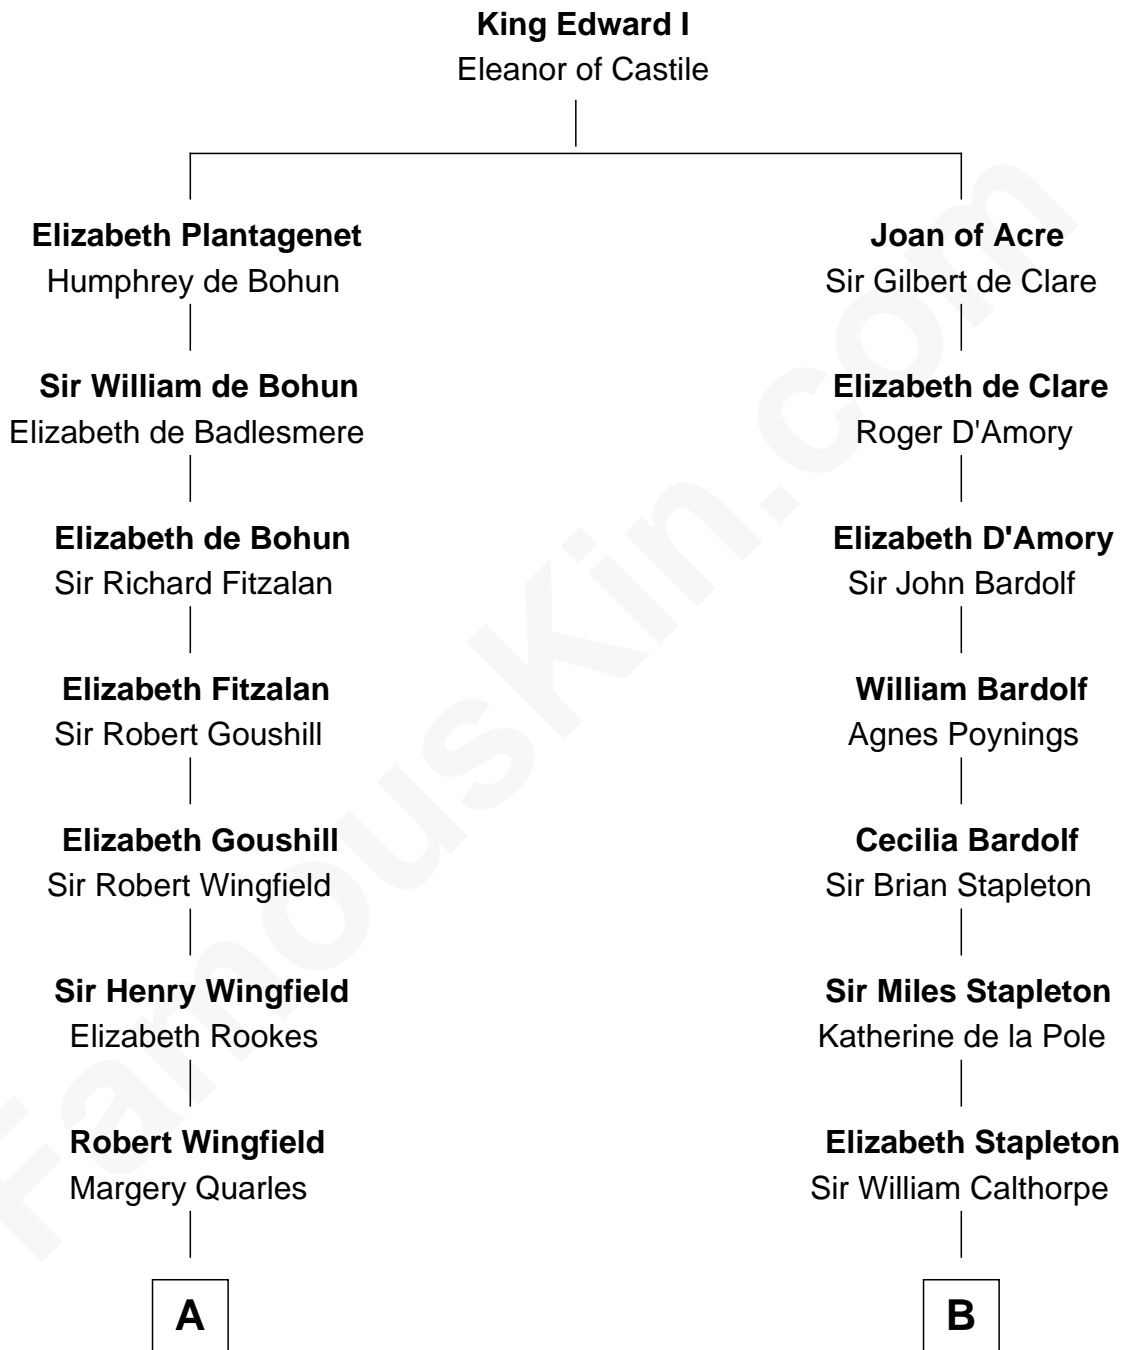 King Edward I
Eleanor of Castile
Elizabeth Plantagenet
Humphrey de Bohun
Joan of Acre
Sir Gilbert de Clare
Sir William de Bohun
Elizabeth de Badlesmere
Elizabeth de Clare
Roger D'Amory
Elizabeth de Bohun
Sir Richard Fitzalan
Elizabeth D'Amory
Sir John Bardolf
Elizabeth Fitzalan
Sir Robert Goushill
William Bardolf
Agnes Poynings
Elizabeth Goushill
Sir Robert Wingfield
Cecilia Bardolf
Sir Brian Stapleton
Sir Henry Wingfield
Elizabeth Rookes
Sir Miles Stapleton
Katherine de la Pole
Robert Wingfield
Margery Quarles
Elizabeth Stapleton
Sir William Calthorpe
A
B
FamousKin.com